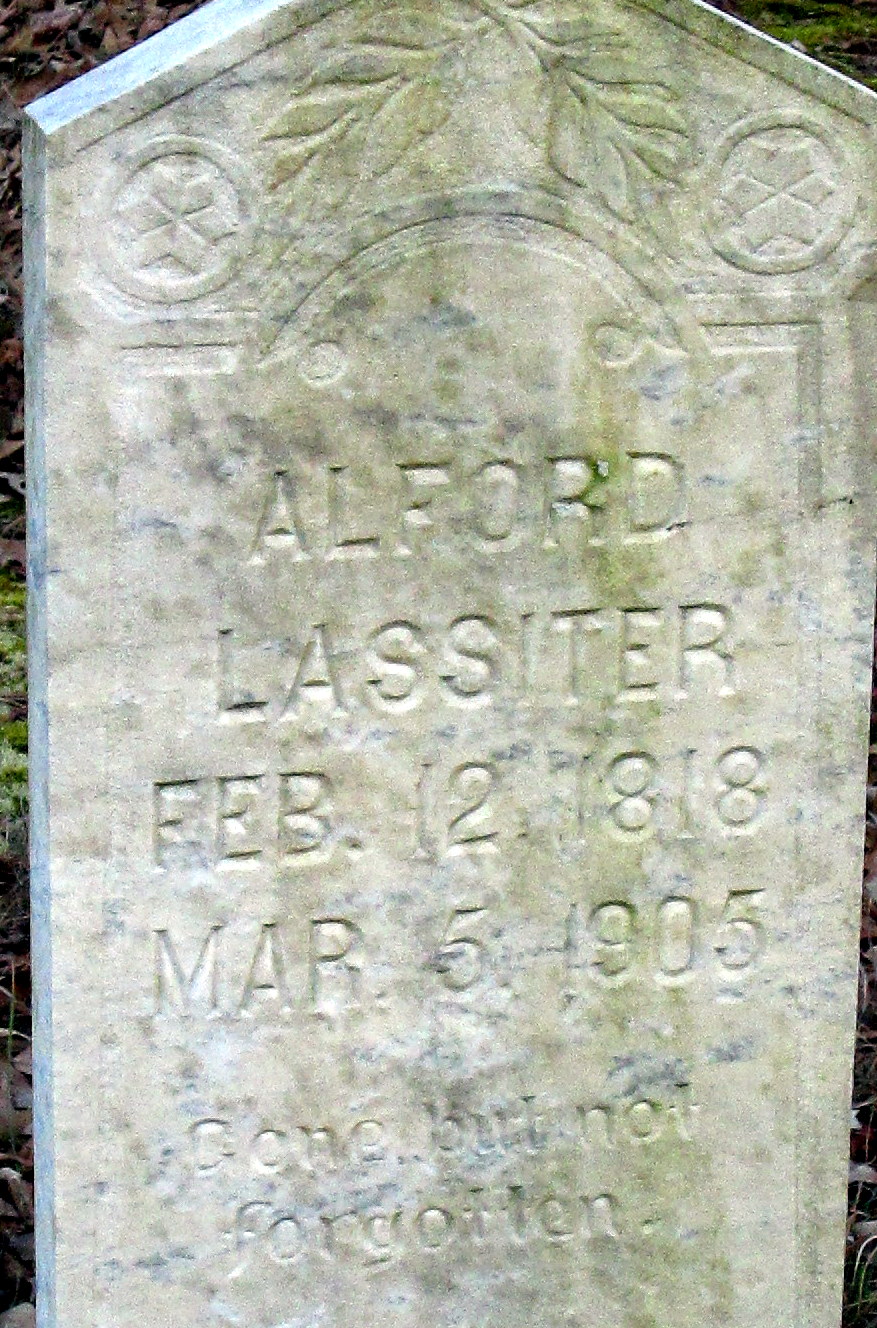 ALFORD
LASSITER
FEB. 12. 1818
MAR. 5. 1905
Gone but not
forgotten.